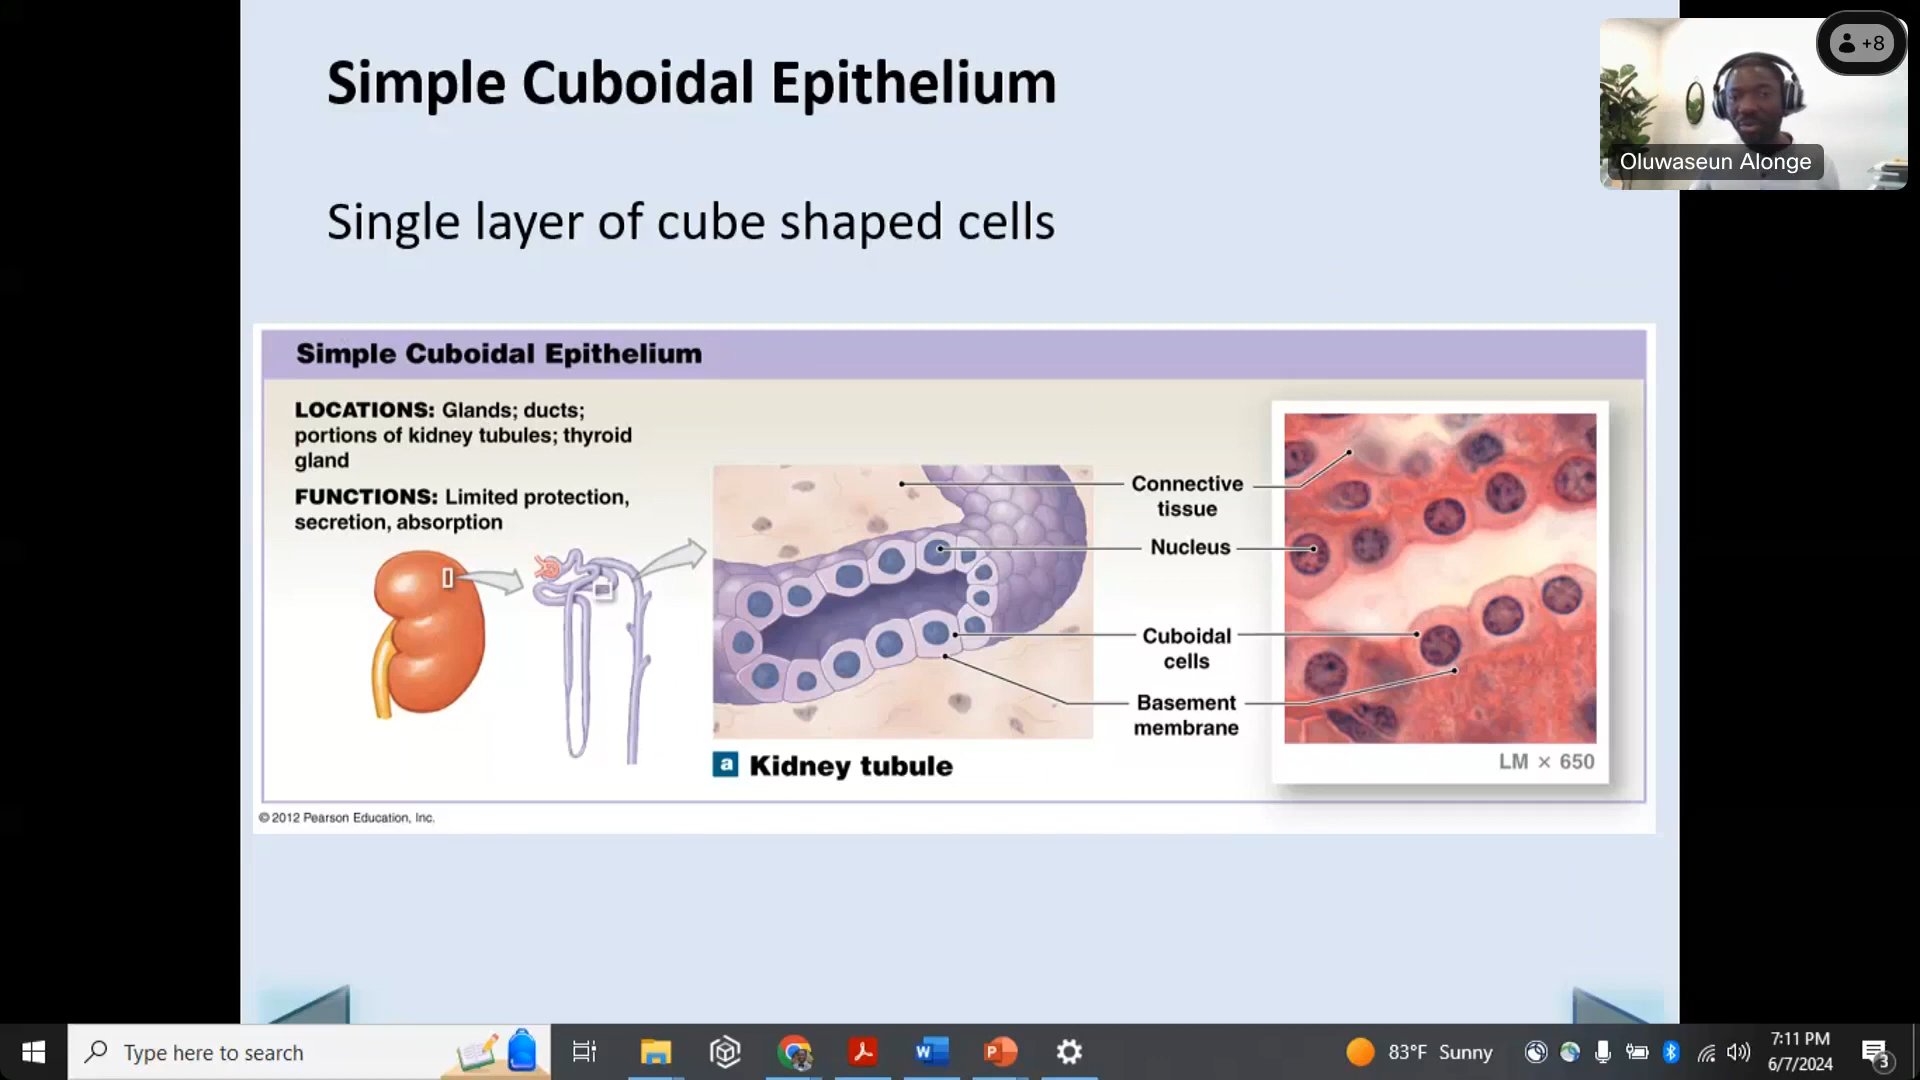 Simple Cuboidal Epithelium
+8
Oluwaseun Alonge
Single layer of cube shaped cells
Simple Cuboidal Epithelium
LOCATIONS: Glands; ducts;
portions of kidney tubules; thyroid
gland
FUNCTIONS: Limited protection,
secretion, absorption
Connective
tissue
Nucleus
Cuboidal
cells
Basement
membrane
a Kidney tubule
LM × 650
© 2012 Pearson Education, Inc.
Type here to search
W
P
83°F Sunny
7:11 PM
6/7/2024
3